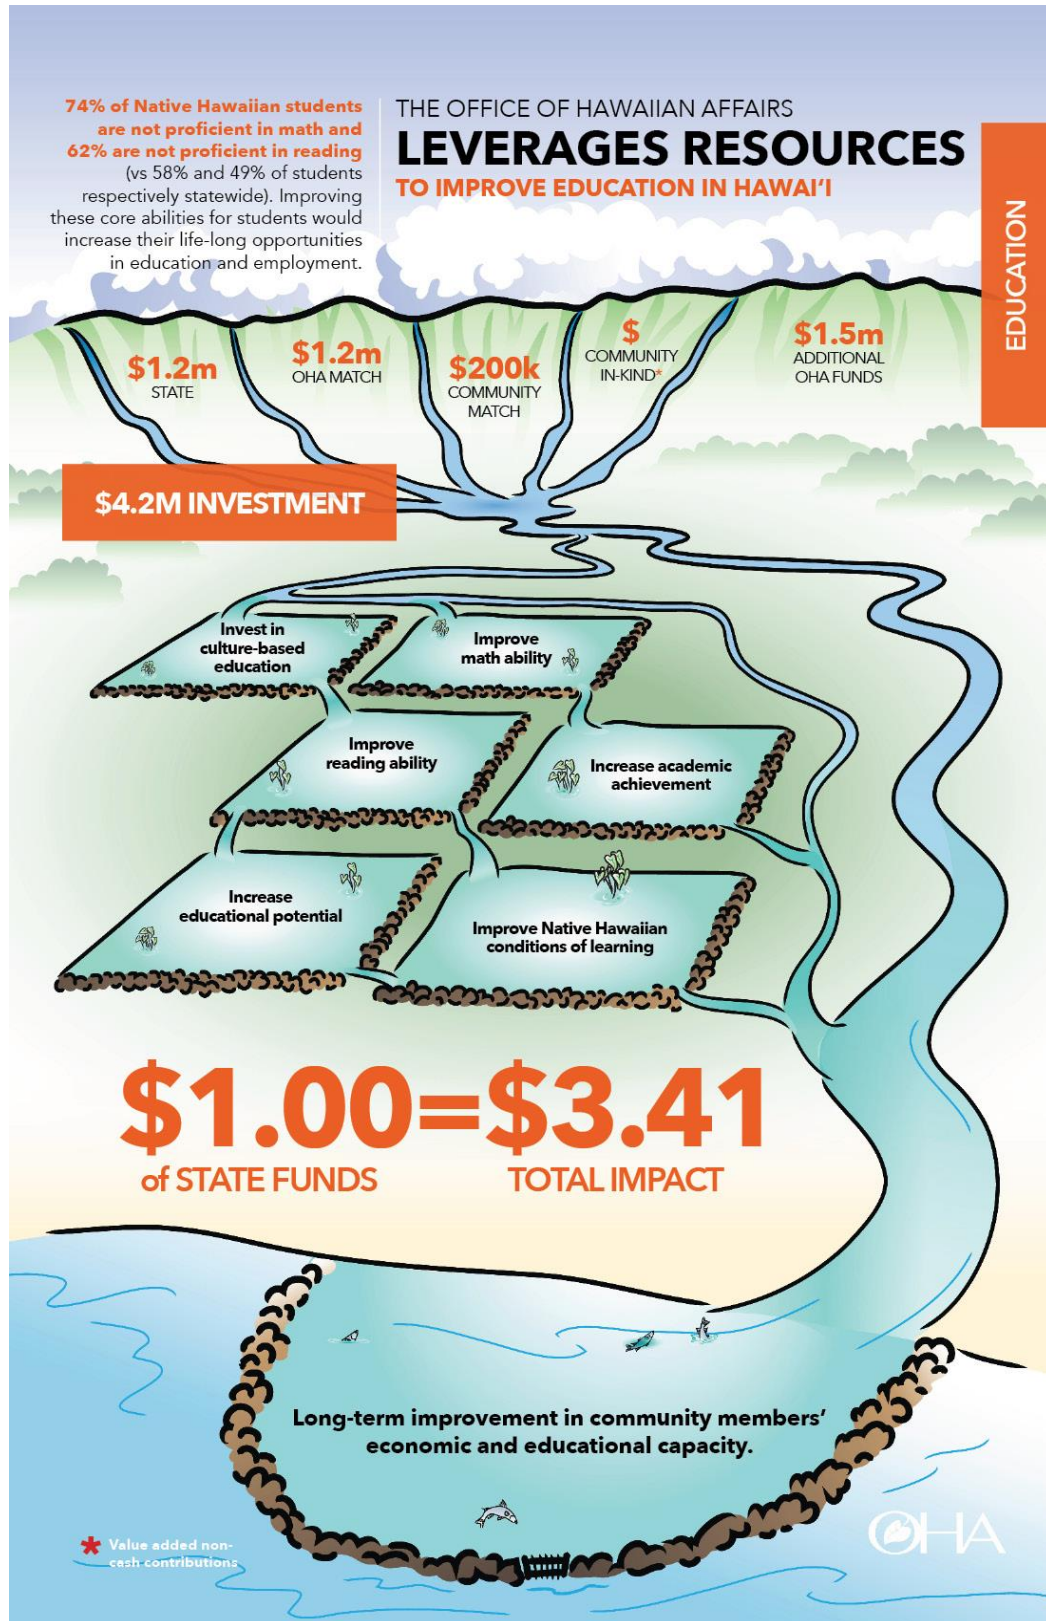 74% of Native Hawaiian students
are not proficient in math and
62% are not proficient in reading
(vs 58% and 49% of students
respectively statewide). Improving
these core abilities for students would
increase their life-long opportunities
in education and employment.
THE OFFICE OF HAWAIIAN AFFAIRS
LEVERAGES RESOURCES
TO IMPROVE EDUCATION IN HAWAI‘I
EDUCATION
$1.2m
STATE
$1.2m
OHA MATCH
$200k
COMMUNITY
MATCH
$
COMMUNITY
IN-KIND*
$1.5m
ADDITIONAL
OHA FUNDS
$4.2M INVESTMENT
Invest in
culture-based
education
Improve
math ability
Improve
reading ability
Increase academic
achievement
Increase
educational potential
Improve Native Hawaiian
conditions of learning
$1.00=$3.41
of STATE FUNDS
TOTAL IMPACT
Long-term improvement in community members’
economic and educational capacity.
* Value added non-
cash contributions
OHA